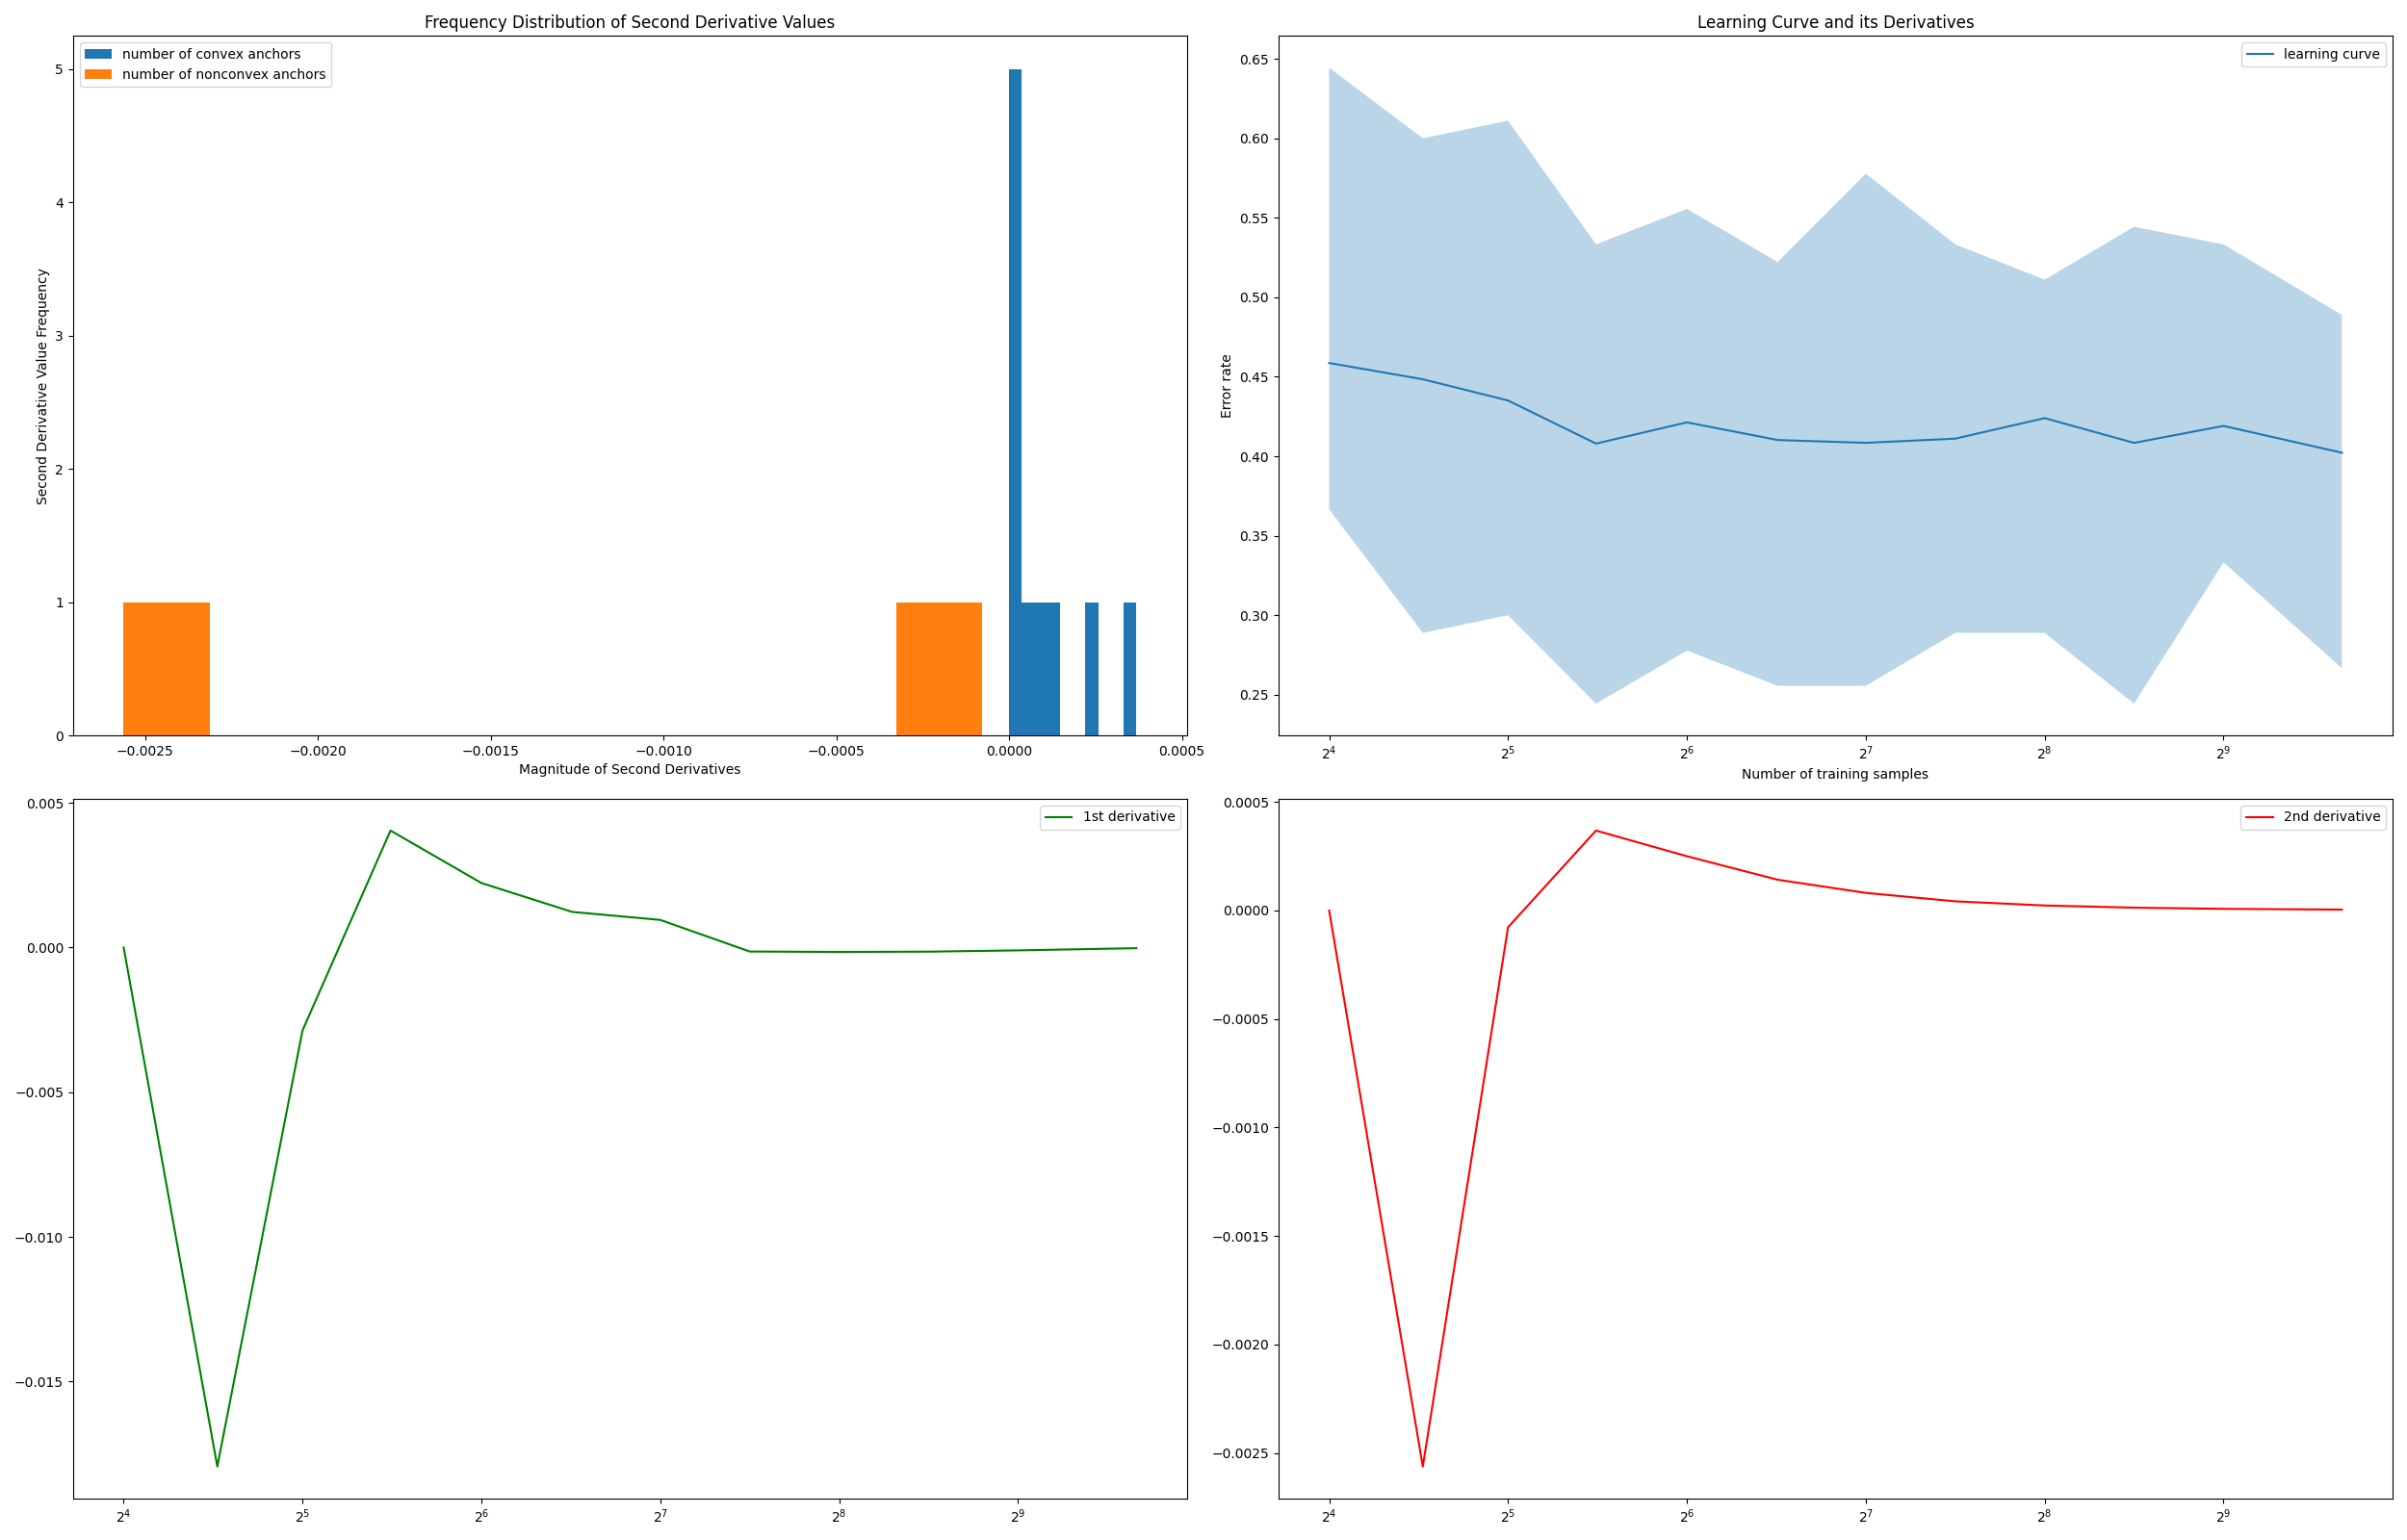 Frequency Distribution of Second Derivative Values
number of convex anchors
number of nonconvex anchors
Second Derivative Value Frequency
5
4
3
2
1
0
−0.0025 −0.0020 −0.0015 −0.0010 −0.0005 0.0000 0.0005
Magnitude of Second Derivatives
Learning Curve and its Derivatives
learning curve
Error rate
0.65
0.60
0.55
0.50
0.45
0.40
0.35
0.30
0.25
2⁴ 2⁵ 2⁶ 2⁷ 2⁸ 2⁹
Number of training samples
1st derivative
0.005
0.000
−0.005
−0.010
−0.015
2⁴ 2⁵ 2⁶ 2⁷ 2⁸ 2⁹
2nd derivative
0.0005
0.0000
−0.0005
−0.0010
−0.0015
−0.0020
−0.0025
2⁴ 2⁵ 2⁶ 2⁷ 2⁸ 2⁹